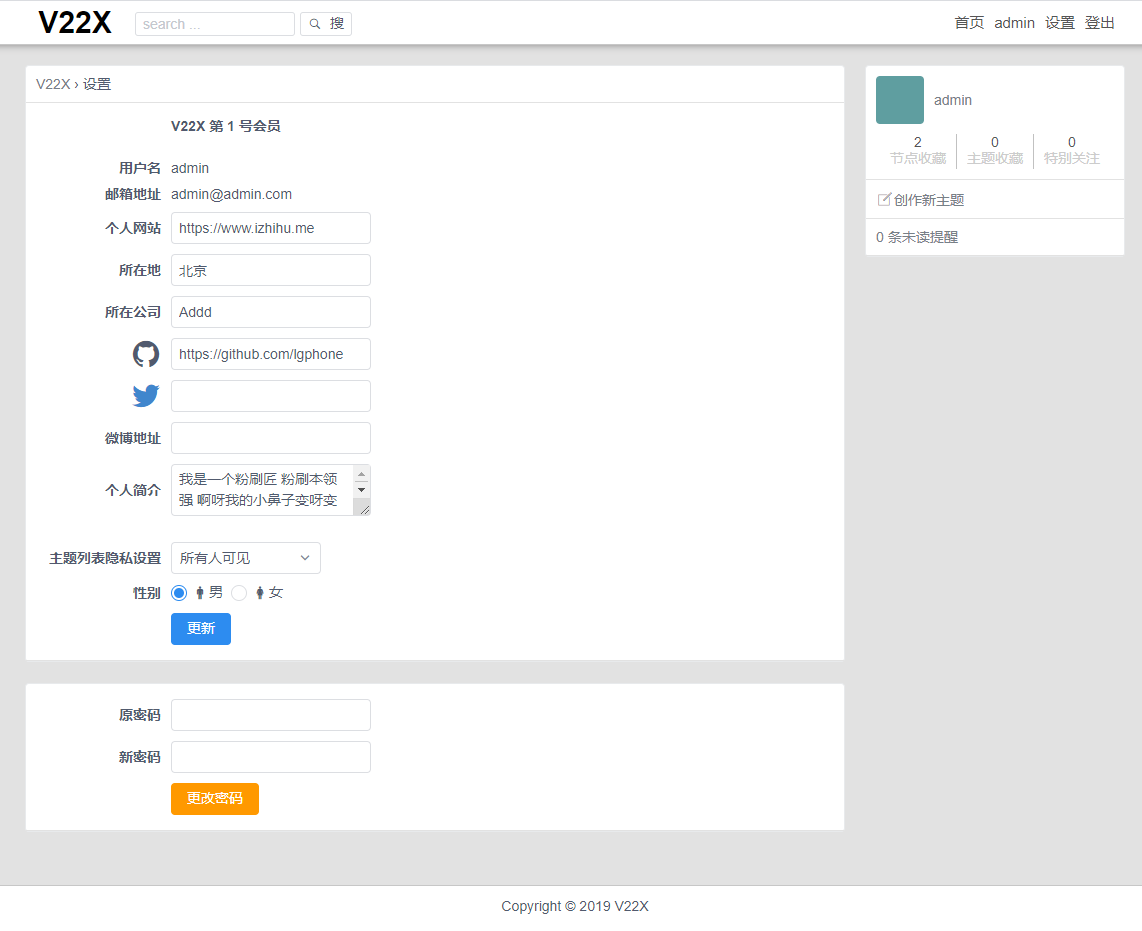 V22X search ... 搜 首页 admin 设置 登出
V22X › 设置
V22X 第 1 号会员
用户名 admin
邮箱地址 admin@admin.com
个人网站 https://www.izhihu.me
所在地 北京
所在公司 Addd
https://github.com/lgphone
微博地址
个人简介 我是一个粉刷匠 粉刷本领
强 啊呀我的小鼻子变呀变
主题列表隐私设置 所有人可见
性别 男 女
更新
原密码
新密码
更改密码
admin
2 0 0
节点收藏 主题收藏 特别关注
创作新主题
0 条未读提醒
Copyright © 2019 V22X